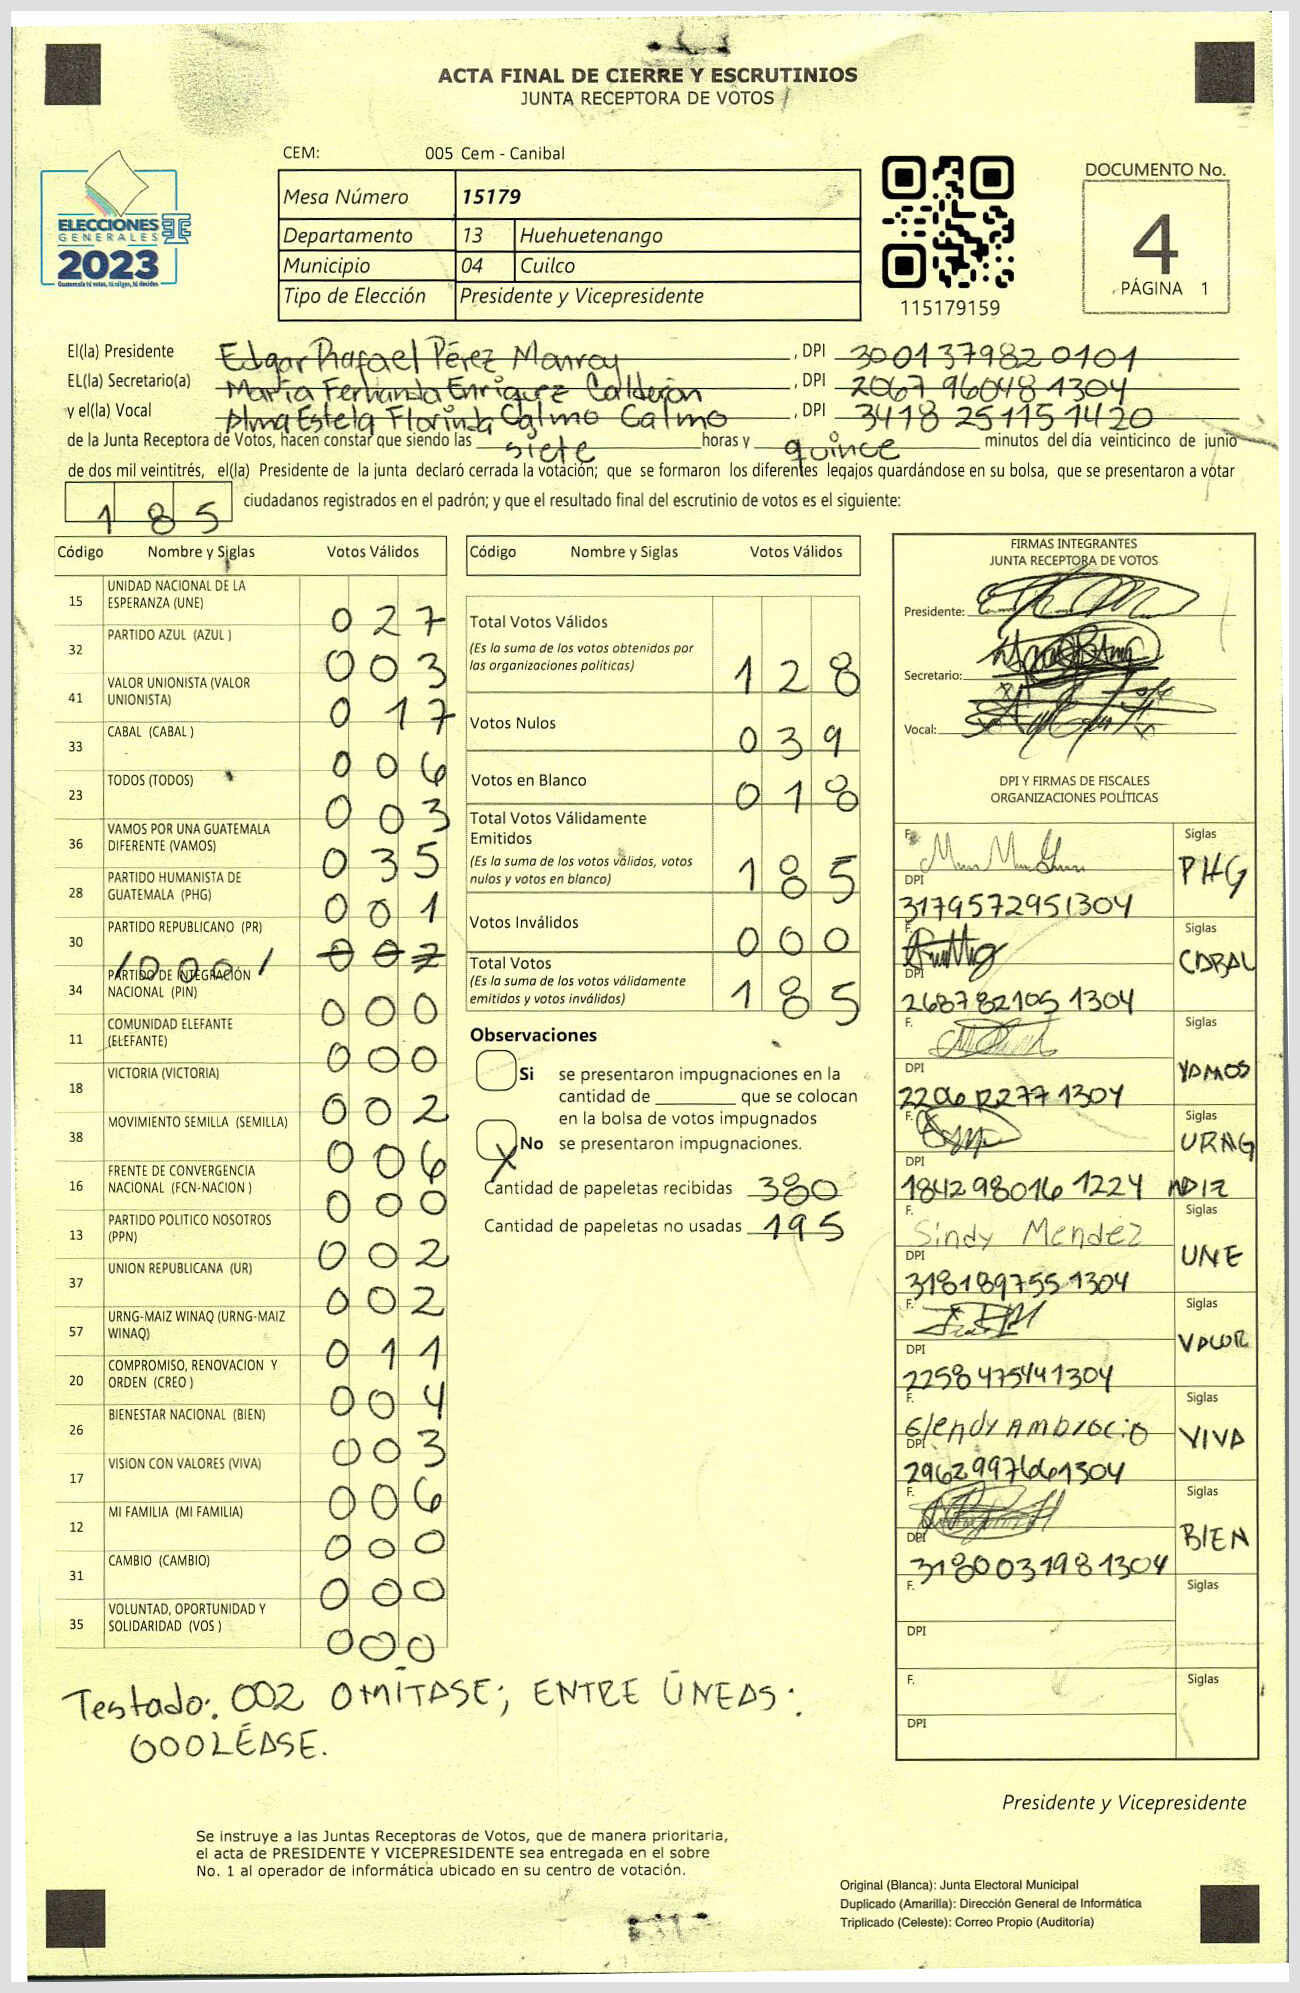 ACTA FINAL DE CIERRE Y ESCRUTINIOS
JUNTA RECEPTORA DE VOTOS
CEM: 005 Cem - Canibal
Mesa Número 15179
Departamento 13 Huehuetenango
Municipio 04 Cuilco
Tipo de Elección Presidente y Vicepresidente
ELECCIONES
GENERALES
2023
Guatemala tú votas, tú eliges, tú decides
115179159
DOCUMENTO No.
4
PÁGINA 1
El(la) Presidente Edgar Rafael Pérez Monroy, DPI 300137982 0101
EL(la) Secretario(a) María Fernanda Enriquez Calderón, DPI 2067 96048 1304
y el(la) Vocal Alma Estela Florinda Calmo Calmo, DPI 3418 25115 1420
de la Junta Receptora de Votos, hacen constar que siendo las siete horas y quince minutos del día veinticinco de junio
de dos mil veintitrés, el(la) Presidente de la junta declaró cerrada la votación; que se formaron los diferentes legajos guardándose en su bolsa, que se presentaron a votar
185 ciudadanos registrados en el padrón; y que el resultado final del escrutinio de votos es el siguiente:
Código Nombre y Siglas Votos Válidos
15 UNIDAD NACIONAL DE LA ESPERANZA (UNE) 027
32 PARTIDO AZUL (AZUL ) 003
41 VALOR UNIONISTA (VALOR UNIONISTA) 017
33 CABAL (CABAL ) 006
23 TODOS (TODOS) 003
36 VAMOS POR UNA GUATEMALA DIFERENTE (VAMOS) 035
28 PARTIDO HUMANISTA DE GUATEMALA (PHG) 001
30 PARTIDO REPUBLICANO (PR) 002
/000/
34 PARTIDO DE INTEGRACIÓN NACIONAL (PIN) 000
11 COMUNIDAD ELEFANTE (ELEFANTE) 000
18 VICTORIA (VICTORIA) 002
38 MOVIMIENTO SEMILLA (SEMILLA) 006
16 FRENTE DE CONVERGENCIA NACIONAL (FCN-NACION ) 000
13 PARTIDO POLITICO NOSOTROS (PPN) 002
37 UNION REPUBLICANA (UR) 002
57 URNG-MAIZ WINAQ (URNG-MAIZ WINAQ) 011
20 COMPROMISO, RENOVACION Y ORDEN (CREO ) 004
26 BIENESTAR NACIONAL (BIEN) 003
17 VISION CON VALORES (VIVA) 006
12 MI FAMILIA (MI FAMILIA) 000
31 CAMBIO (CAMBIO) 000
35 VOLUNTAD, OPORTUNIDAD Y SOLIDARIDAD (VOS ) 000
Código Nombre y Siglas Votos Válidos
Total Votos Válidos 128
(Es la suma de los votos obtenidos por
las organizaciones políticas)
Votos Nulos 039
Votos en Blanco 018
Total Votos Válidamente
Emitidos 185
(Es la suma de los votos válidos, votos
nulos y votos en blanco)
Votos Inválidos 000
Total Votos 185
(Es la suma de los votos válidamente
emitidos y votos inválidos)
Observaciones
Si se presentaron impugnaciones en la
cantidad de ________ que se colocan
en la bolsa de votos impugnados
X No se presentaron impugnaciones.
Cantidad de papeletas recibidas 380
Cantidad de papeletas no usadas 195
FIRMAS INTEGRANTES
JUNTA RECEPTORA DE VOTOS
Presidente:
Secretario:
Vocal:
DPI Y FIRMAS DE FISCALES
ORGANIZACIONES POLÍTICAS
F. Siglas PHG
DPI 3179572951304
F. Siglas CABAL
DPI 268782105 1304
F. Siglas VAMOS
DPI 1304
F. Siglas URNG MAIZ
DPI 184298016 1224
F. Sindy Mendez Siglas UNE
DPI 318189755 1304
F. Siglas VALOR
DPI 2258475441304
F. Glendy Ambrocio Siglas VIVA
DPI 2962997661304
F. Siglas BIEN
DPI 3180031981304
F. Siglas
DPI
F. Siglas
DPI
Testado: 002 OMÍTASE; ENTRE LÍNEAS:
000 LÉASE.
Presidente y Vicepresidente
Se instruye a las Juntas Receptoras de Votos, que de manera prioritaria,
el acta de PRESIDENTE Y VICEPRESIDENTE sea entregada en el sobre
No. 1 al operador de informática ubicado en su centro de votación.
Original (Blanca): Junta Electoral Municipal
Duplicado (Amarilla): Dirección General de Informática
Triplicado (Celeste): Correo Propio (Auditoría)